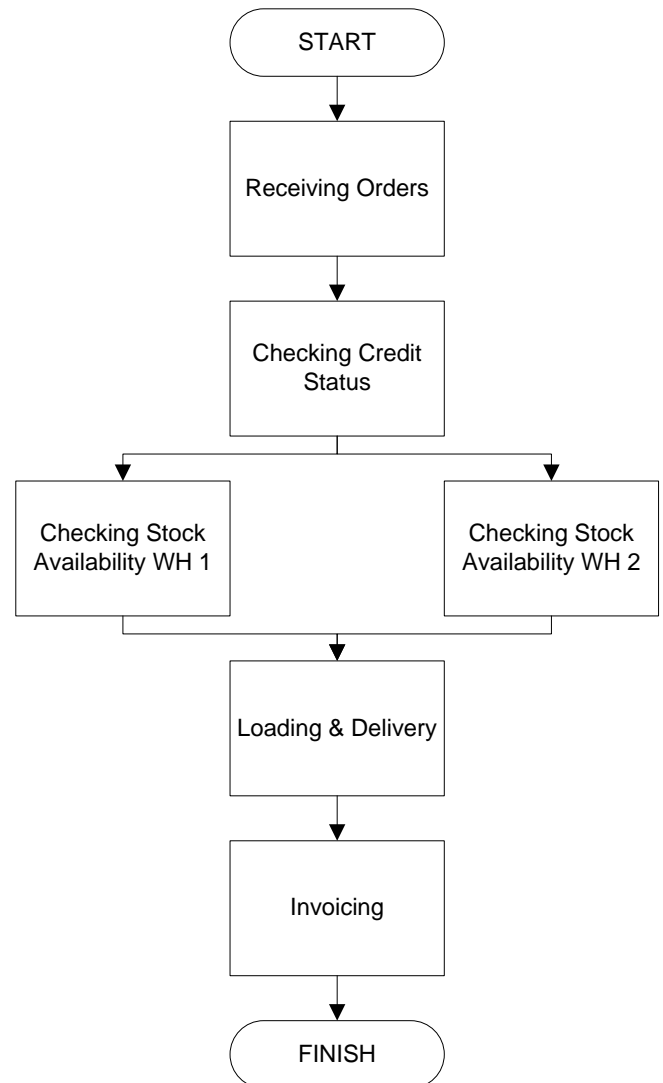 START
Receiving Orders
Checking Credit
Status
Checking Stock
Availability WH 1
Checking Stock
Availability WH 2
Loading & Delivery
Invoicing
FINISH